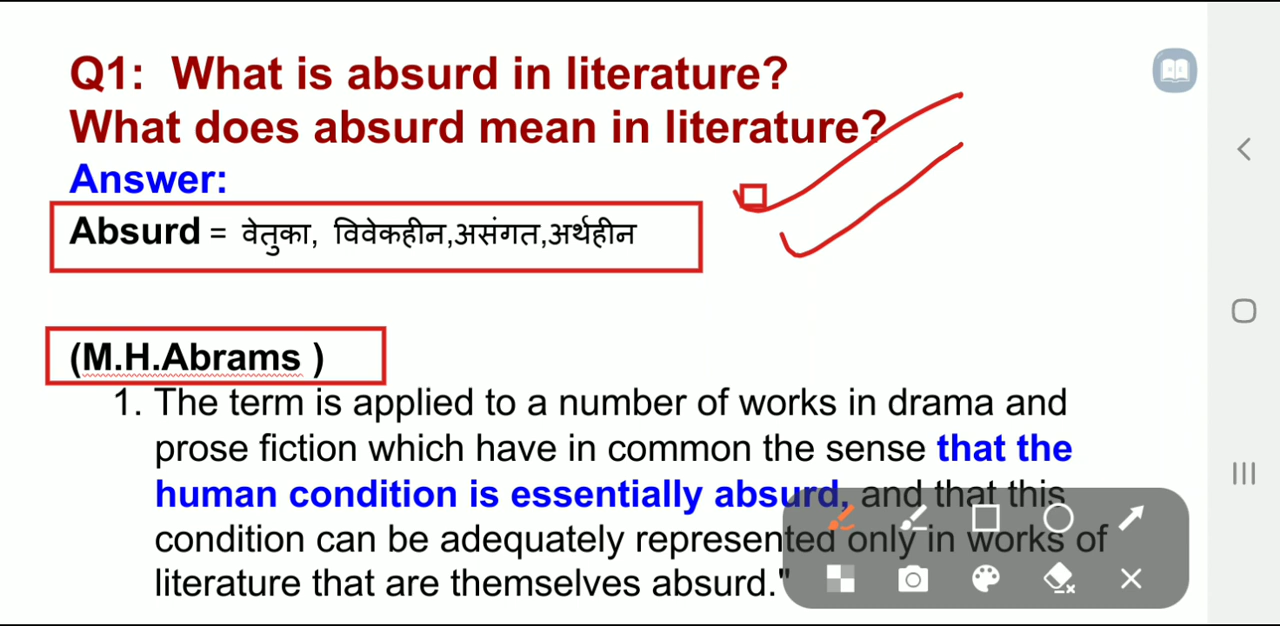 Q1: What is absurd in literature?
What does absurd mean in literature?
Answer:
Absurd = वेतुका, विवेकहीन,असंगत,अर्थहीन
(M.H.Abrams )
1. The term is applied to a number of works in drama and
prose fiction which have in common the sense that the
human condition is essentially absurd, and that this
condition can be adequately represented only in works of
literature that are themselves absurd."